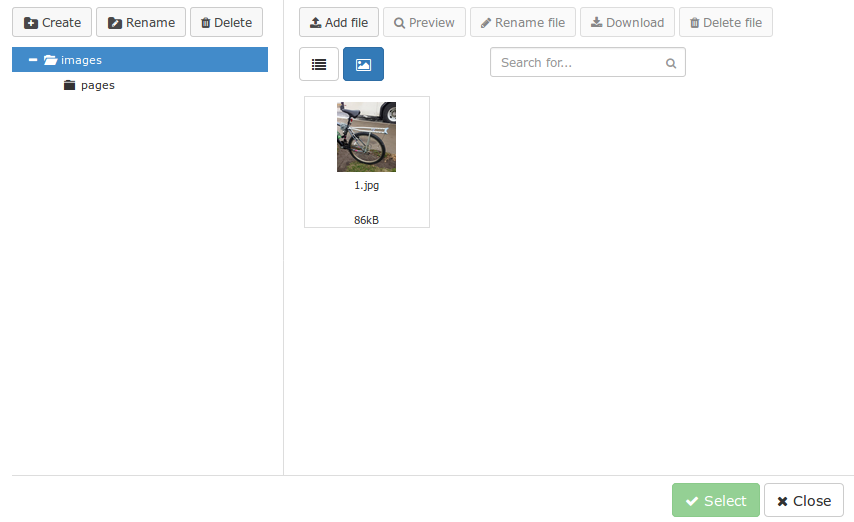 Create Rename Delete Add file Preview Rename file Download Delete file
Search for...
images
pages
1.jpg
86kB
Select Close